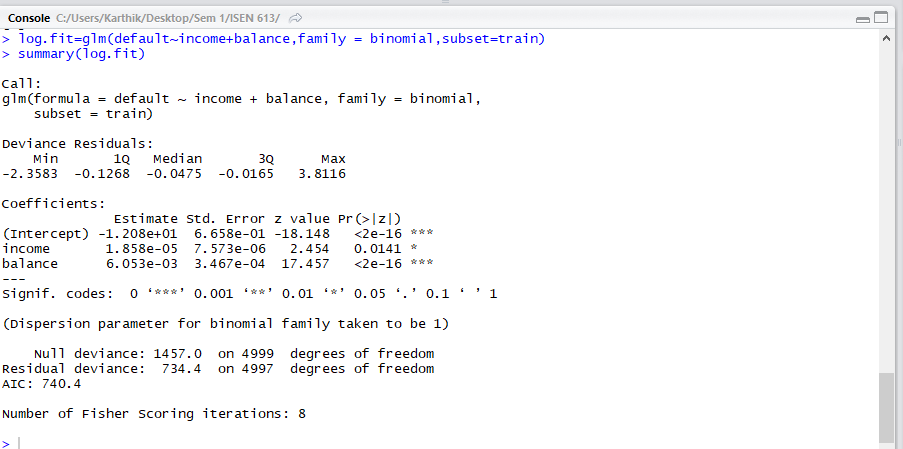 Console C:/Users/Karthik/Desktop/Sem 1/ISEN 613/
> log.fit=glm(default~income+balance,family = binomial,subset=train)
> summary(log.fit)
Call:
glm(formula = default ~ income + balance, family = binomial,
    subset = train)
Deviance Residuals:
    Min       1Q   Median       3Q      Max
-2.3583  -0.1268  -0.0475  -0.0165   3.8116
Coefficients:
              Estimate Std. Error z value Pr(>|z|)
(Intercept) -1.208e+01  6.658e-01 -18.148   <2e-16 ***
income       1.858e-05  7.573e-06   2.454   0.0141 *
balance      6.053e-03  3.467e-04  17.457   <2e-16 ***
---
Signif. codes:  0 ‘***’ 0.001 ‘**’ 0.01 ‘*’ 0.05 ‘.’ 0.1 ‘ ’ 1
(Dispersion parameter for binomial family taken to be 1)
    Null deviance: 1457.0  on 4999  degrees of freedom
Residual deviance:  734.4  on 4997  degrees of freedom
AIC: 740.4
Number of Fisher Scoring iterations: 8
>